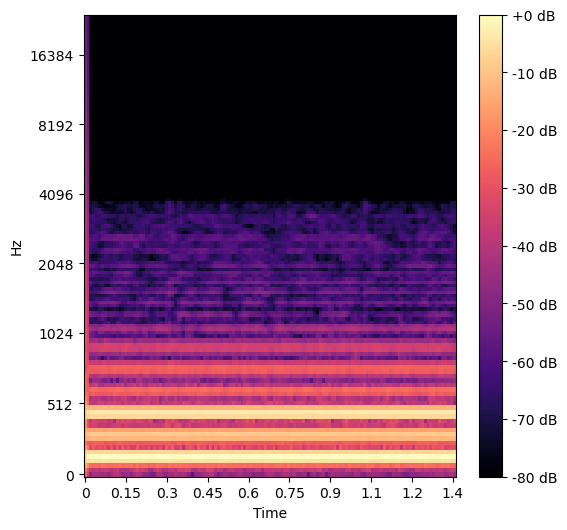 +0 dB
16384
-10 dB
8192
-20 dB
4096
-30 dB
Hz
2048
-40 dB
1024
-50 dB
512
-60 dB
-70 dB
0
-80 dB
0 0.15 0.3 0.45 0.6 0.75 0.9 1.1 1.2 1.4
Time